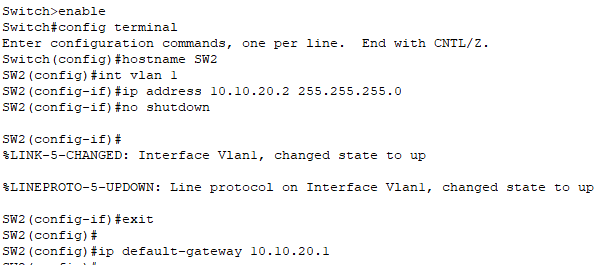 Switch>enable
Switch#config terminal
Enter configuration commands, one per line.  End with CNTL/Z.
Switch(config)#hostname SW2
SW2(config)#int vlan 1
SW2(config-if)#ip address 10.10.20.2 255.255.255.0
SW2(config-if)#no shutdown
SW2(config-if)#
%LINK-5-CHANGED: Interface Vlan1, changed state to up
%LINEPROTO-5-UPDOWN: Line protocol on Interface Vlan1, changed state to up
SW2(config-if)#exit
SW2(config)#
SW2(config)#ip default-gateway 10.10.20.1